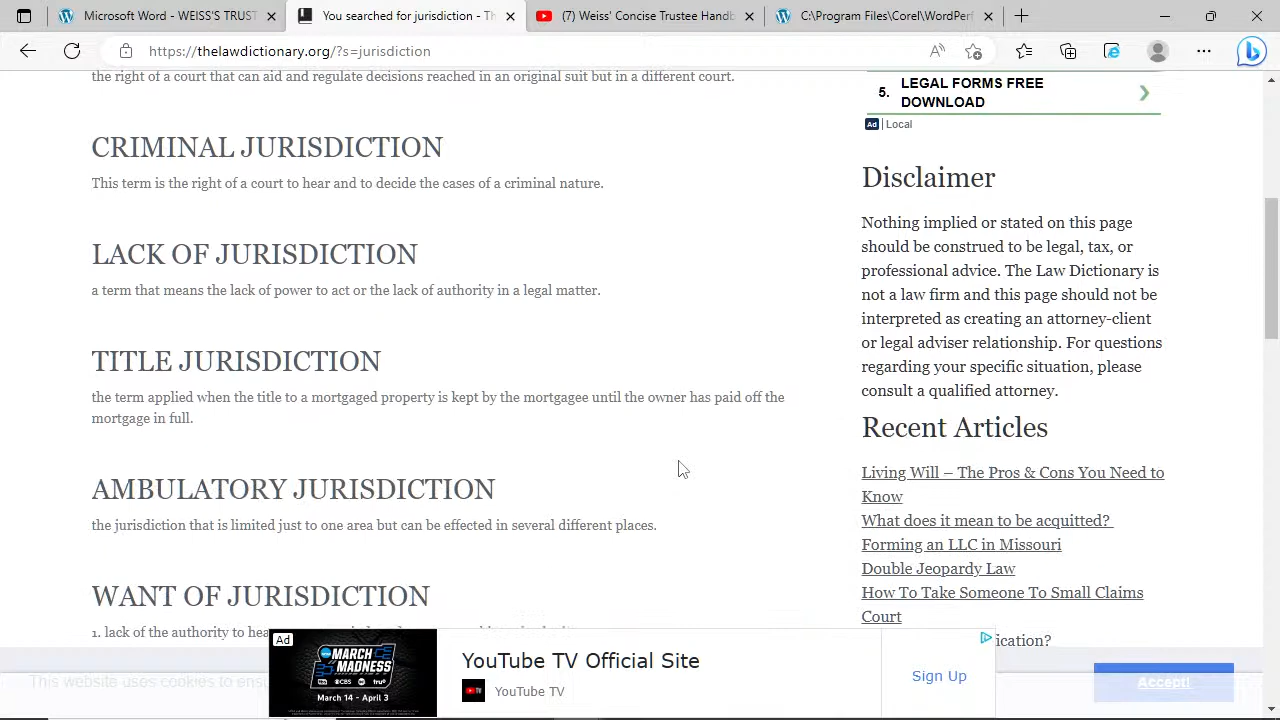 Microsoft Word - WEISS'S TRUST
You searched for jurisdiction - Th
(7) Weiss' Concise Trustee Handb
C:\Program Files\WordPre
https://thelawdictionary.org/?s=jurisdiction
the right of a court that can aid and regulate decisions reached in an original suit but in a different court.
CRIMINAL JURISDICTION
This term is the right of a court to hear and to decide the cases of a criminal nature.
LACK OF JURISDICTION
a term that means the lack of power to act or the lack of authority in a legal matter.
TITLE JURISDICTION
the term applied when the title to a mortgaged property is kept by the mortgagee until the owner has paid off the
mortgage in full.
AMBULATORY JURISDICTION
the jurisdiction that is limited just to one area but can be effected in several different places.
WANT OF JURISDICTION
1. lack of the authority to hea
This website uses cookies to ensu
5. LEGAL FORMS FREE
DOWNLOAD
Ad | Local
Disclaimer
Nothing implied or stated on this page
should be construed to be legal, tax, or
professional advice. The Law Dictionary is
not a law firm and this page should not be
interpreted as creating an attorney-client
or legal adviser relationship. For questions
regarding your specific situation, please
consult a qualified attorney.
Recent Articles
Living Will – The Pros & Cons You Need to
Know
What does it mean to be acquitted?
Forming an LLC in Missouri
Double Jeopardy Law
How To Take Someone To Small Claims
Court
ication?
Accept!
Ad
MARCH
MADNESS
CBS
tru
March 14 - April 3
YouTube TV Official Site
YouTube TV
Sign Up